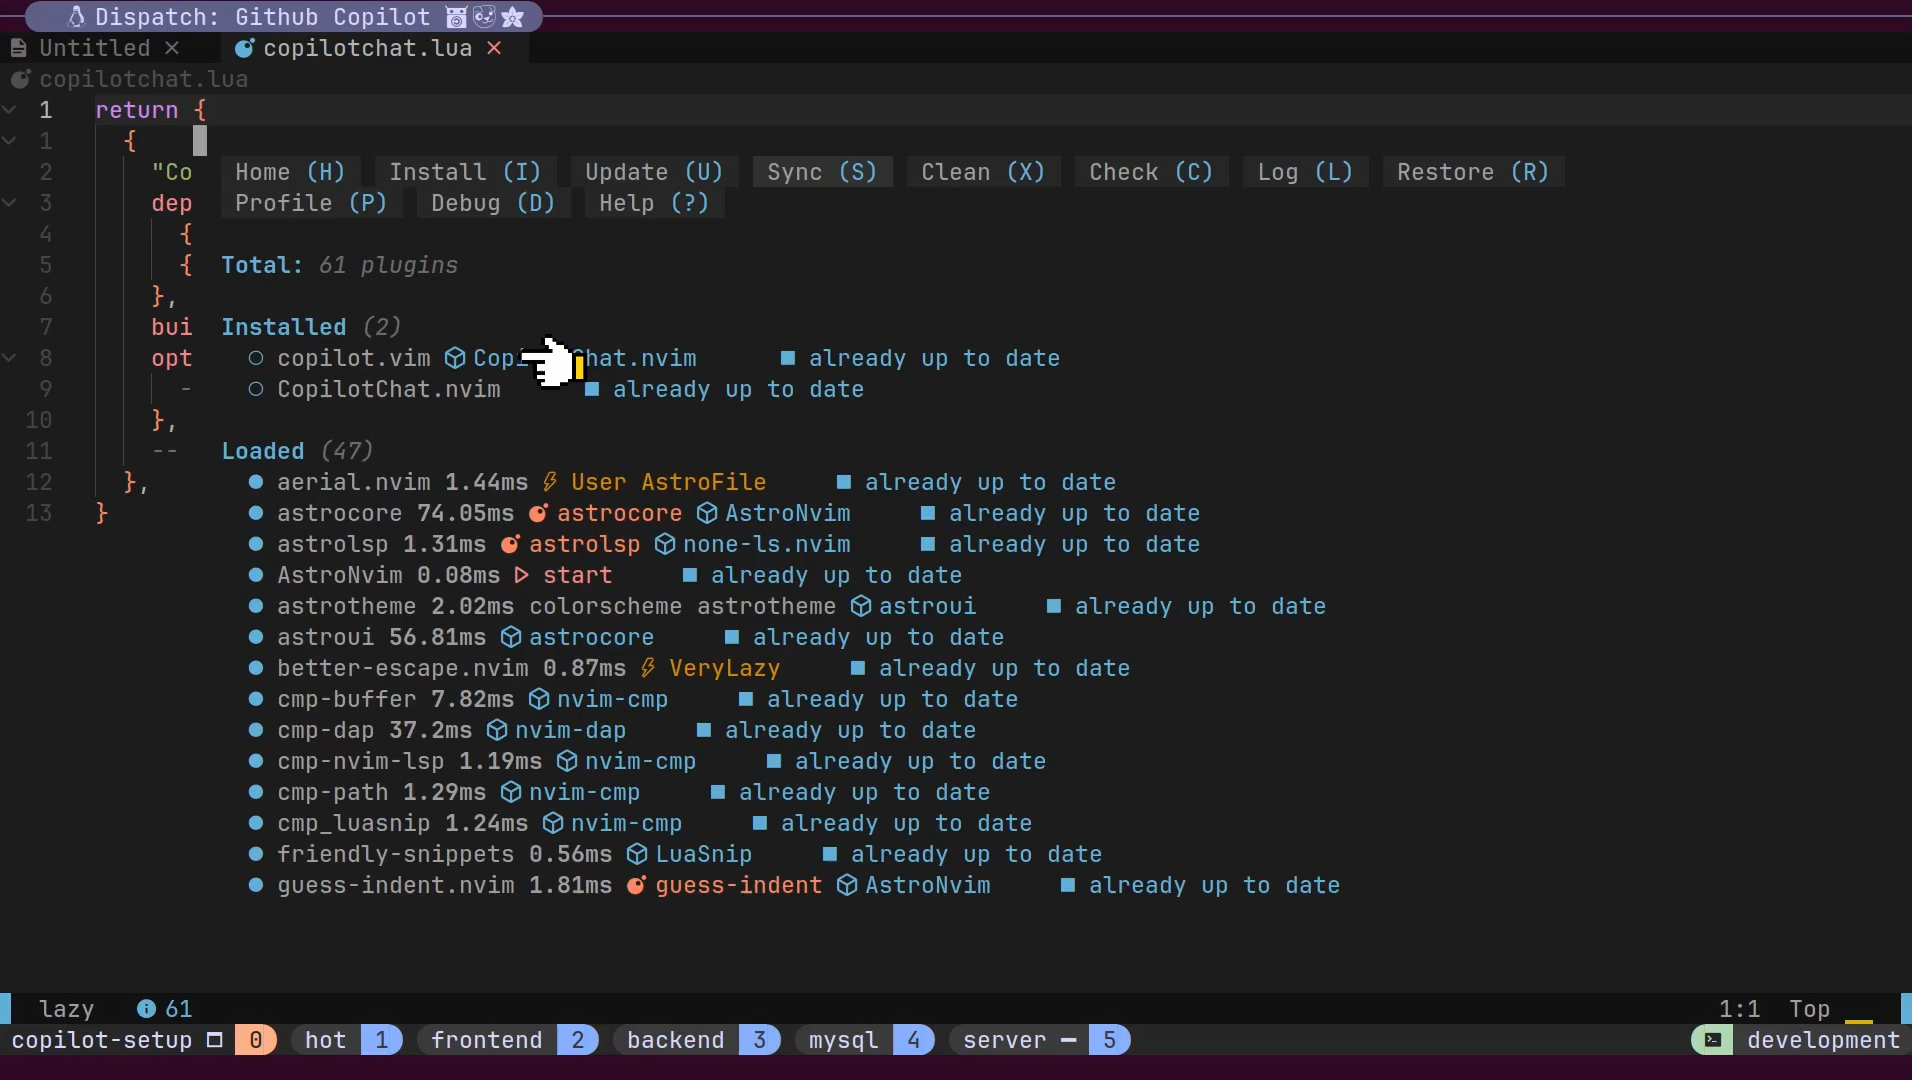 Dispatch: Github Copilot
Untitled × copilotchat.lua ×
copilotchat.lua
1 return {
1 {
2 "Co Home (H) Install (I) Update (U) Sync (S) Clean (X) Check (C) Log (L) Restore (R)
3 dep Profile (P) Debug (D) Help (?)
4 {
5 { Total: 61 plugins
6 },
7 bui Installed (2)
8 opt ○ copilot.vim Copi hat.nvim ■ already up to date
9 - ○ CopilotChat.nvim ■ already up to date
10 },
11 -- Loaded (47)
12 }, ● aerial.nvim 1.44ms User AstroFile ■ already up to date
13 } ● astrocore 74.05ms astrocore AstroNvim ■ already up to date
● astrolsp 1.31ms astrolsp none-ls.nvim ■ already up to date
● AstroNvim 0.08ms start ■ already up to date
● astrotheme 2.02ms colorscheme astrotheme astroui ■ already up to date
● astroui 56.81ms astrocore ■ already up to date
● better-escape.nvim 0.87ms VeryLazy ■ already up to date
● cmp-buffer 7.82ms nvim-cmp ■ already up to date
● cmp-dap 37.2ms nvim-dap ■ already up to date
● cmp-nvim-lsp 1.19ms nvim-cmp ■ already up to date
● cmp-path 1.29ms nvim-cmp ■ already up to date
● cmp_luasnip 1.24ms nvim-cmp ■ already up to date
● friendly-snippets 0.56ms LuaSnip ■ already up to date
● guess-indent.nvim 1.81ms guess-indent AstroNvim ■ already up to date
lazy 61 1:1 Top
copilot-setup 0 hot 1 frontend 2 backend 3 mysql 4 server – 5 development